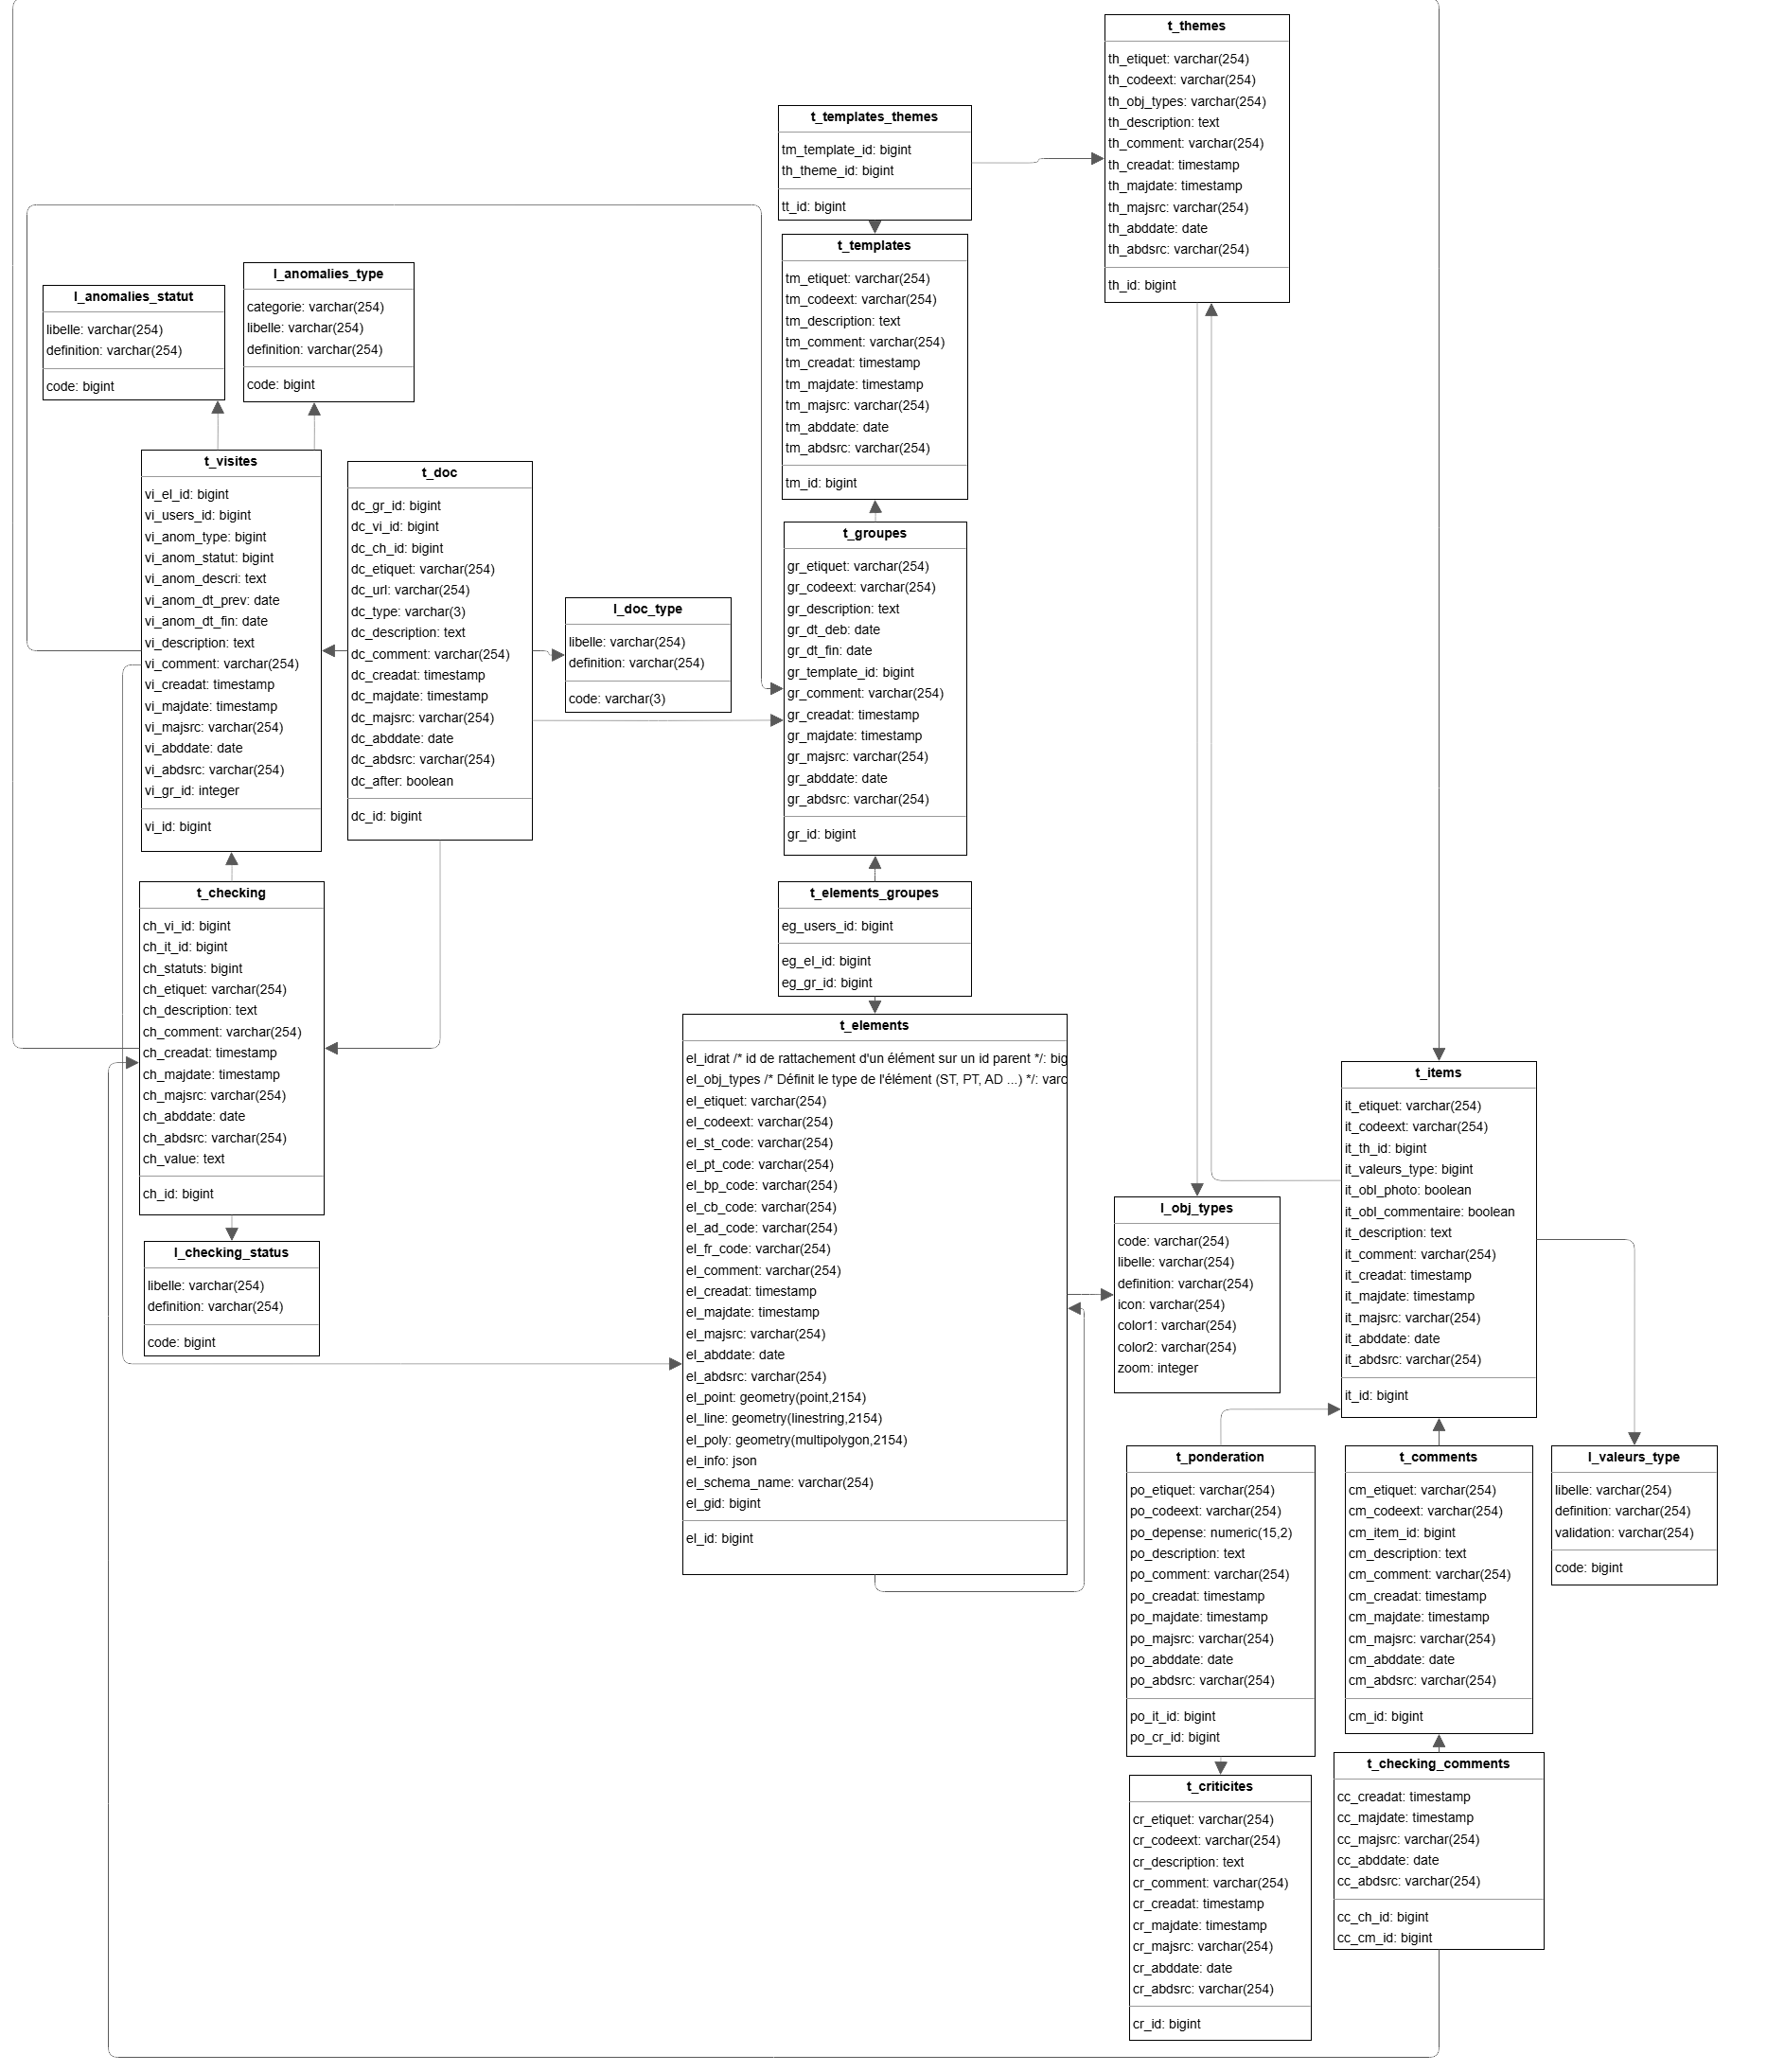 t_themes
th_etiquet: varchar(254)
th_codeext: varchar(254)
th_obj_types: varchar(254)
th_description: text
th_comment: varchar(254)
th_creadat: timestamp
th_majdate: timestamp
th_majsrc: varchar(254)
th_abddate: date
th_abdsrc: varchar(254)
th_id: bigint
t_templates_themes
tm_template_id: bigint
th_theme_id: bigint
tt_id: bigint
t_templates
tm_etiquet: varchar(254)
tm_codeext: varchar(254)
tm_description: text
tm_comment: varchar(254)
tm_creadat: timestamp
tm_majdate: timestamp
tm_majsrc: varchar(254)
tm_abddate: date
tm_abdsrc: varchar(254)
tm_id: bigint
l_anomalies_statut
libelle: varchar(254)
definition: varchar(254)
code: bigint
l_anomalies_type
categorie: varchar(254)
libelle: varchar(254)
definition: varchar(254)
code: bigint
t_visites
vi_el_id: bigint
vi_users_id: bigint
vi_anom_type: bigint
vi_anom_statut: bigint
vi_anom_descri: text
vi_anom_dt_prev: date
vi_anom_dt_fin: date
vi_description: text
vi_comment: varchar(254)
vi_creadat: timestamp
vi_majdate: timestamp
vi_majsrc: varchar(254)
vi_abddate: date
vi_abdsrc: varchar(254)
vi_gr_id: integer
vi_id: bigint
t_doc
dc_gr_id: bigint
dc_vi_id: bigint
dc_ch_id: bigint
dc_etiquet: varchar(254)
dc_url: varchar(254)
dc_type: varchar(3)
dc_description: text
dc_comment: varchar(254)
dc_creadat: timestamp
dc_majdate: timestamp
dc_majsrc: varchar(254)
dc_abddate: date
dc_abdsrc: varchar(254)
dc_after: boolean
dc_id: bigint
l_doc_type
libelle: varchar(254)
definition: varchar(254)
code: varchar(3)
t_groupes
gr_etiquet: varchar(254)
gr_codeext: varchar(254)
gr_description: text
gr_dt_deb: date
gr_dt_fin: date
gr_template_id: bigint
gr_comment: varchar(254)
gr_creadat: timestamp
gr_majdate: timestamp
gr_majsrc: varchar(254)
gr_abddate: date
gr_abdsrc: varchar(254)
gr_id: bigint
t_checking
ch_vi_id: bigint
ch_it_id: bigint
ch_statuts: bigint
ch_etiquet: varchar(254)
ch_description: text
ch_comment: varchar(254)
ch_creadat: timestamp
ch_majdate: timestamp
ch_majsrc: varchar(254)
ch_abddate: date
ch_abdsrc: varchar(254)
ch_value: text
ch_id: bigint
l_checking_status
libelle: varchar(254)
definition: varchar(254)
code: bigint
t_elements_groupes
eg_users_id: bigint
eg_el_id: bigint
eg_gr_id: bigint
t_elements
el_idrat /* id de rattachement d'un élément sur un id parent */: big
el_obj_types /* Définit le type de l'élément (ST, PT, AD ...) */: varc
el_etiquet: varchar(254)
el_codeext: varchar(254)
el_st_code: varchar(254)
el_pt_code: varchar(254)
el_bp_code: varchar(254)
el_cb_code: varchar(254)
el_ad_code: varchar(254)
el_fr_code: varchar(254)
el_comment: varchar(254)
el_creadat: timestamp
el_majdate: timestamp
el_majsrc: varchar(254)
el_abddate: date
el_abdsrc: varchar(254)
el_point: geometry(point,2154)
el_line: geometry(linestring,2154)
el_poly: geometry(multipolygon,2154)
el_info: json
el_schema_name: varchar(254)
el_gid: bigint
el_id: bigint
l_obj_types
code: varchar(254)
libelle: varchar(254)
definition: varchar(254)
icon: varchar(254)
color1: varchar(254)
color2: varchar(254)
zoom: integer
t_items
it_etiquet: varchar(254)
it_codeext: varchar(254)
it_th_id: bigint
it_valeurs_type: bigint
it_obl_photo: boolean
it_obl_commentaire: boolean
it_description: text
it_comment: varchar(254)
it_creadat: timestamp
it_majdate: timestamp
it_majsrc: varchar(254)
it_abddate: date
it_abdsrc: varchar(254)
it_id: bigint
t_ponderation
po_etiquet: varchar(254)
po_codeext: varchar(254)
po_depense: numeric(15,2)
po_description: text
po_comment: varchar(254)
po_creadat: timestamp
po_majdate: timestamp
po_majsrc: varchar(254)
po_abddate: date
po_abdsrc: varchar(254)
po_it_id: bigint
po_cr_id: bigint
t_comments
cm_etiquet: varchar(254)
cm_codeext: varchar(254)
cm_item_id: bigint
cm_description: text
cm_comment: varchar(254)
cm_creadat: timestamp
cm_majdate: timestamp
cm_majsrc: varchar(254)
cm_abddate: date
cm_abdsrc: varchar(254)
cm_id: bigint
l_valeurs_type
libelle: varchar(254)
definition: varchar(254)
validation: varchar(254)
code: bigint
t_criticites
cr_etiquet: varchar(254)
cr_codeext: varchar(254)
cr_description: text
cr_comment: varchar(254)
cr_creadat: timestamp
cr_majdate: timestamp
cr_majsrc: varchar(254)
cr_abddate: date
cr_abdsrc: varchar(254)
cr_id: bigint
t_checking_comments
cc_creadat: timestamp
cc_majdate: timestamp
cc_majsrc: varchar(254)
cc_abddate: date
cc_abdsrc: varchar(254)
cc_ch_id: bigint
cc_cm_id: bigint